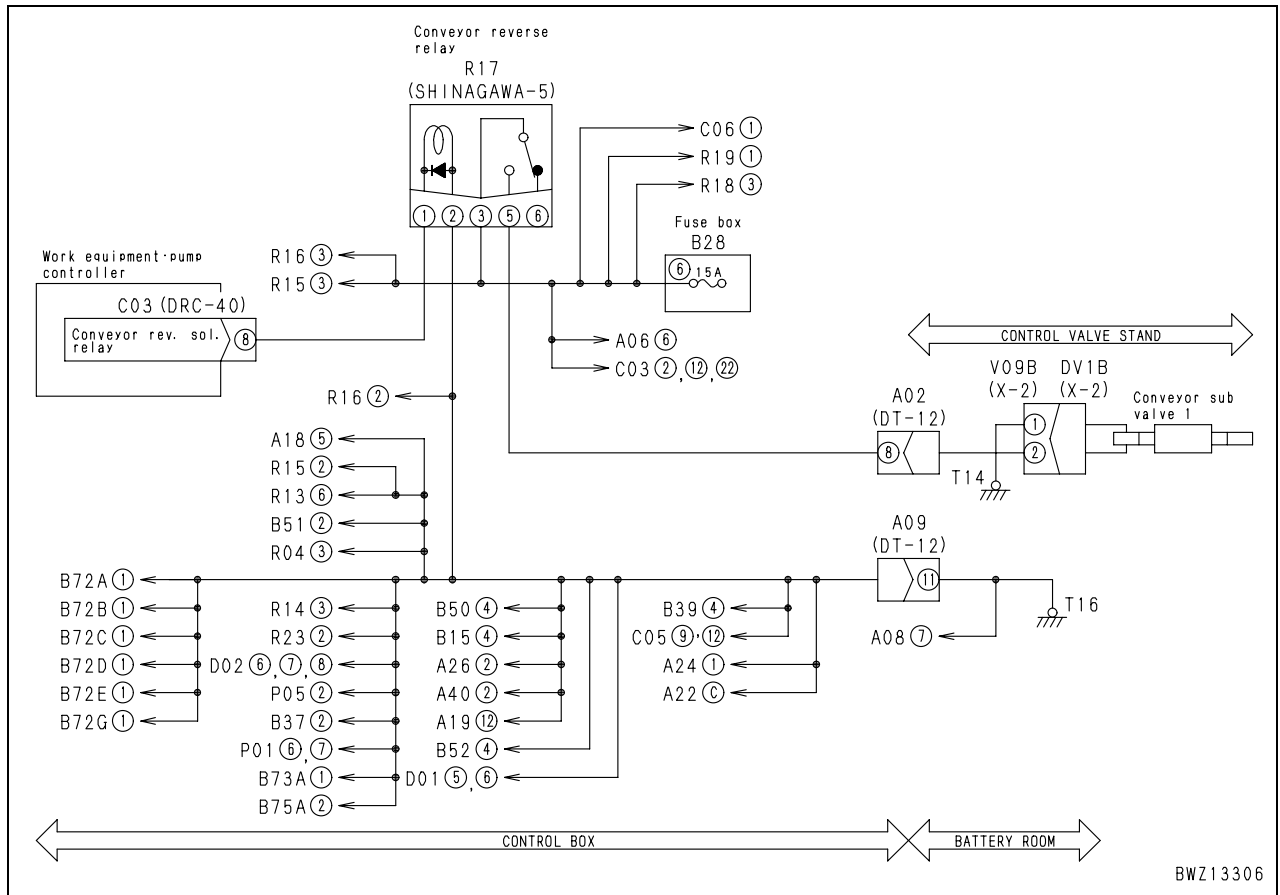 Conveyor reverse
relay
R17
(SHINAGAWA-5)
1 2 3 5 6
C06 1
R19 1
R18 3
Fuse box
B28
6 15A
R16 3
R15 3
Work equipment·pump
controller
C03 (DRC-40)
Conveyor rev. sol.
relay
8
A06 6
C03 2, 12, 22
CONTROL VALVE STAND
R16 2
A02
(DT-12)
8
V09B DV1B
(X-2) (X-2)
1
2
Conveyor sub
valve 1
T14
A18 5
R15 2
R13 6
B51 2
R04 3
A09
(DT-12)
11
T16
A08 7
B72A 1
B72B 1
B72C 1
B72D 1
B72E 1
B72G 1
R14 3
R23 2
D02 6, 7, 8
P05 2
B37 2
P01 6, 7
B73A 1
B75A 2
B50 4
B15 4
A26 2
A40 2
A19 12
B52 4
D01 5, 6
B39 4
C05 9, 12
A24 1
A22 C
CONTROL BOX
BATTERY ROOM
BWZ13306